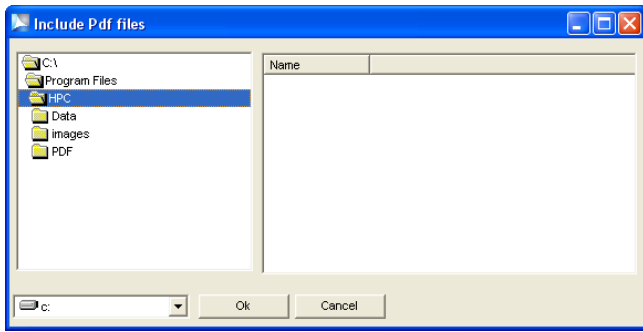 Include Pdf files
C:\
Program Files
HPC
Data
images
PDF
Name
c:
Ok
Cancel